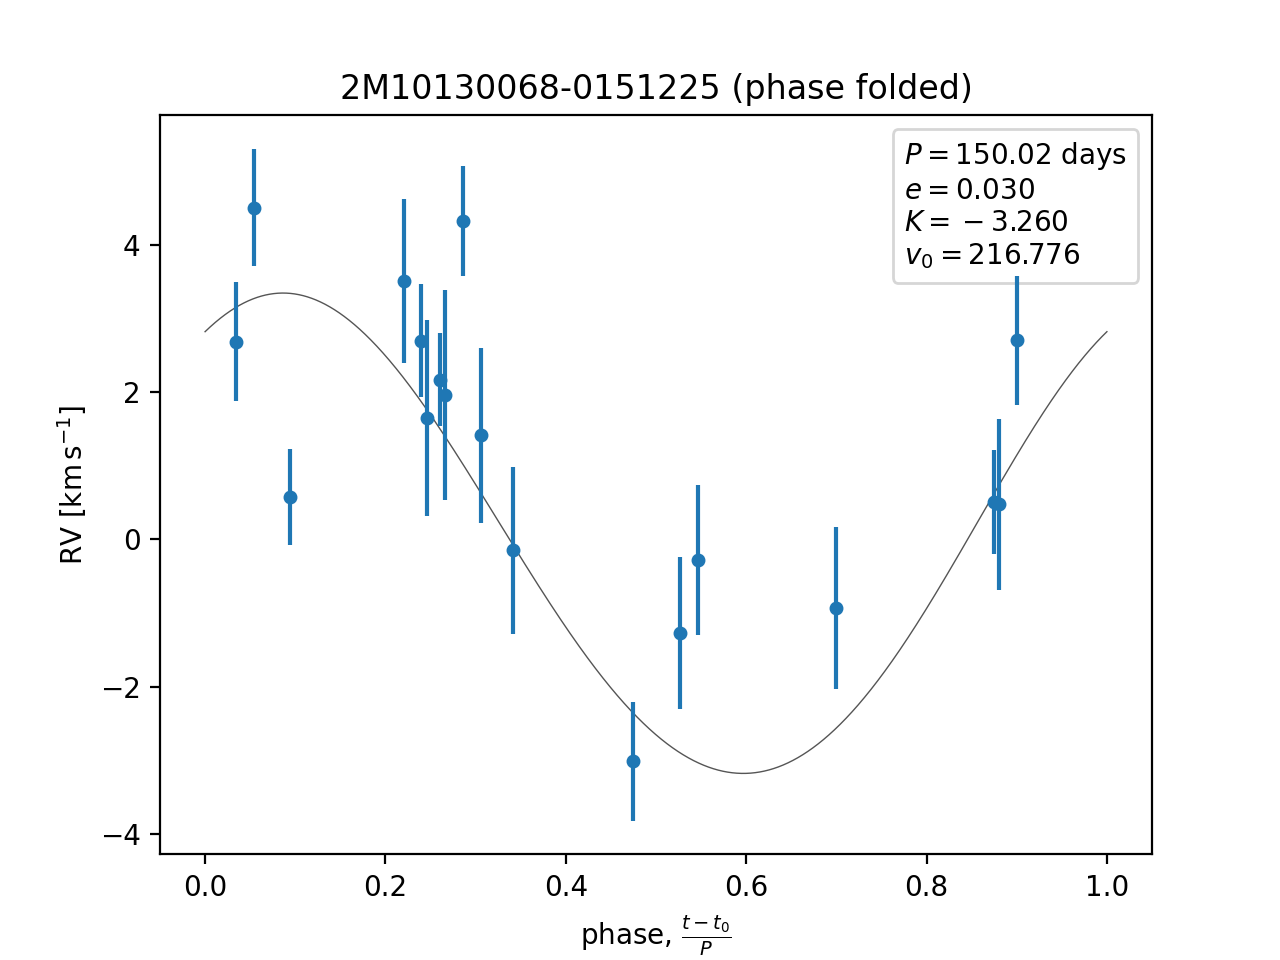 2M10130068-0151225 (phase folded)
P = 150.02 days
e = 0.030
K = −3.260
v₀ = 216.776
RV [km s⁻¹]
4
2
0
−2
−4
0.0 0.2 0.4 0.6 0.8 1.0
phase, (t − t₀)/P